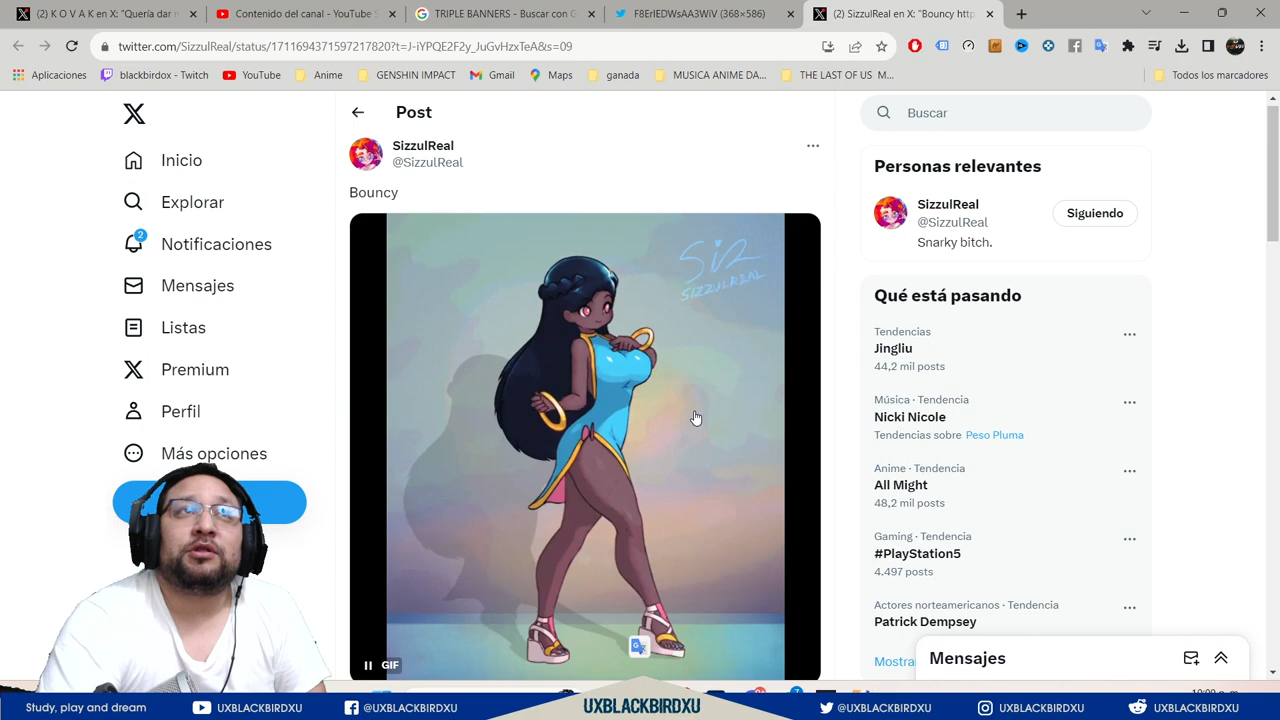 (2) K O V A K en X: "Quería dar r
Contenido del canal - YouTube S
TRIPLE BANNERS - Buscar con G
F8ErIEDWsAA3WiV (368×586)
(2) SizzulReal en X: "Bouncy http
twitter.com/SizzulReal/status/1711694371597217820?t=J-iYPQE2F2y_JuGvHzxTeA&s=09
Aplicaciones
blackbirdox - Twitch
YouTube
Anime
GENSHIN IMPACT
Gmail
Maps
ganada
MUSICA ANIME DA...
THE LAST OF US M...
Todos los marcadores
Inicio
Explorar
2
Notificaciones
Mensajes
Listas
Premium
Perfil
Más opciones
Post
SizzulReal
@SizzulReal
Bouncy
Siz
SIZZULREAL
GIF
Buscar
Personas relevantes
SizzulReal
@SizzulReal
Siguiendo
Snarky bitch.
Qué está pasando
Tendencias
Jingliu
44,2 mil posts
Música · Tendencia
Nicki Nicole
Tendencias sobre Peso Pluma
Anime · Tendencia
All Might
48,2 mil posts
Gaming · Tendencia
#PlayStation5
4.497 posts
Actores norteamericanos · Tendencia
Patrick Dempsey
Mostra
Mensajes
Study, play and dream
UXBLACKBIRDXU
@UXBLACKBIRDXU
UXBLACKBIRDXU
@UXBLACKBIRDXU
UXBLACKBIRDXU
UXBLACKBIRDXU